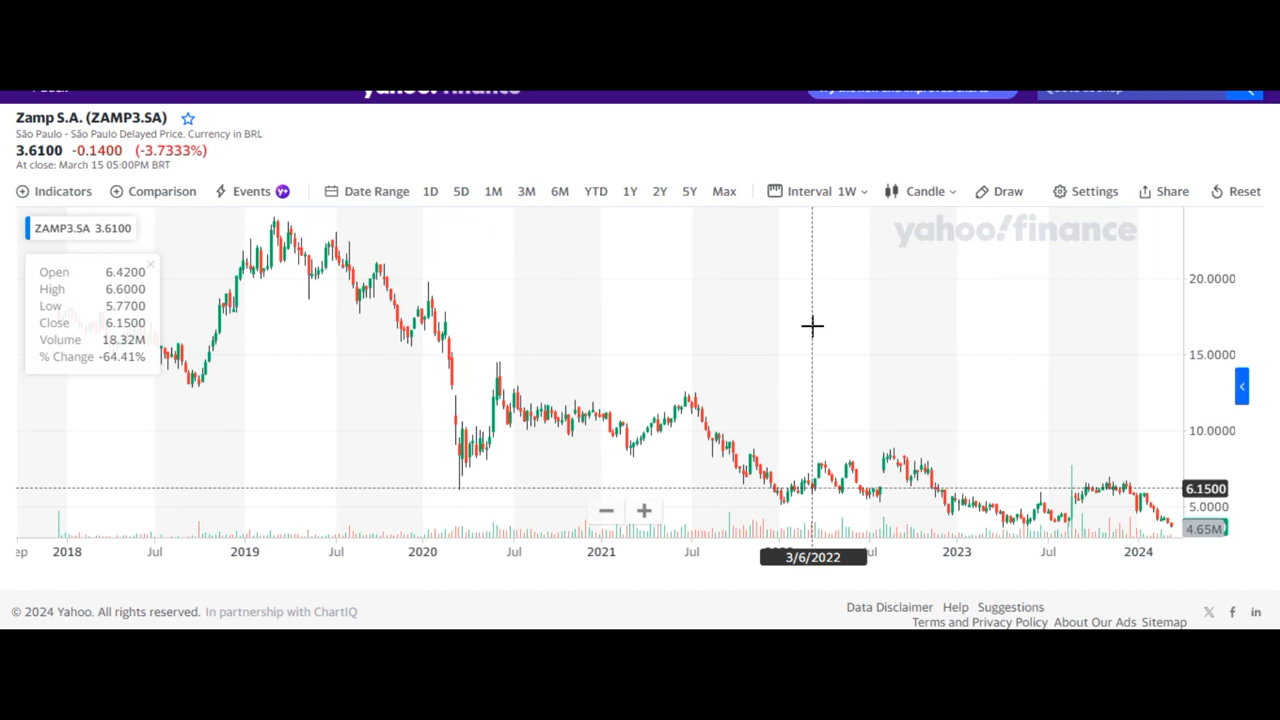 yahoo! finance
Zamp S.A. (ZAMP3.SA)
São Paulo - São Paulo Delayed Price. Currency in BRL
3.6100 -0.1400 (-3.7333%)
At close: March 15 05:00PM BRT
Indicators Comparison Events Y+ Date Range 1D 5D 1M 3M 6M YTD 1Y 2Y 5Y Max Interval 1W Candle Draw Settings Share Reset
ZAMP3.SA 3.6100
yahoo!finance
Open 6.4200
High 6.6000
Low 5.7700
Close 6.1500
Volume 18.32M
% Change -64.41%
20.0000
15.0000
10.0000
6.1500
5.0000
4.65M
2018 Jul 2019 Jul 2020 Jul 2021 Jul 2023 Jul 2024
3/6/2022
© 2024 Yahoo. All rights reserved. In partnership with ChartIQ
Data Disclaimer Help Suggestions
Terms and Privacy Policy About Our Ads Sitemap